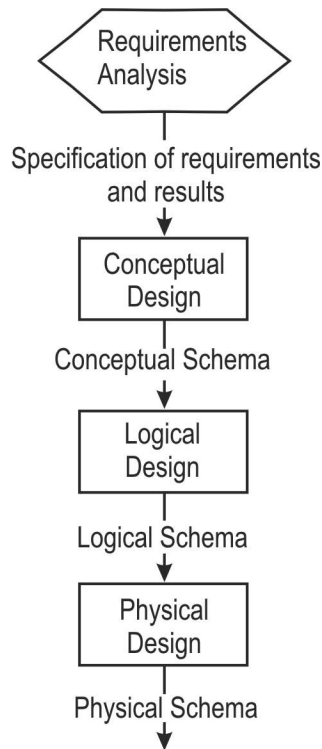 Requirements
Analysis
Specification of requirements
and results
Conceptual
Design
Conceptual Schema
Logical
Design
Logical Schema
Physical
Design
Physical Schema